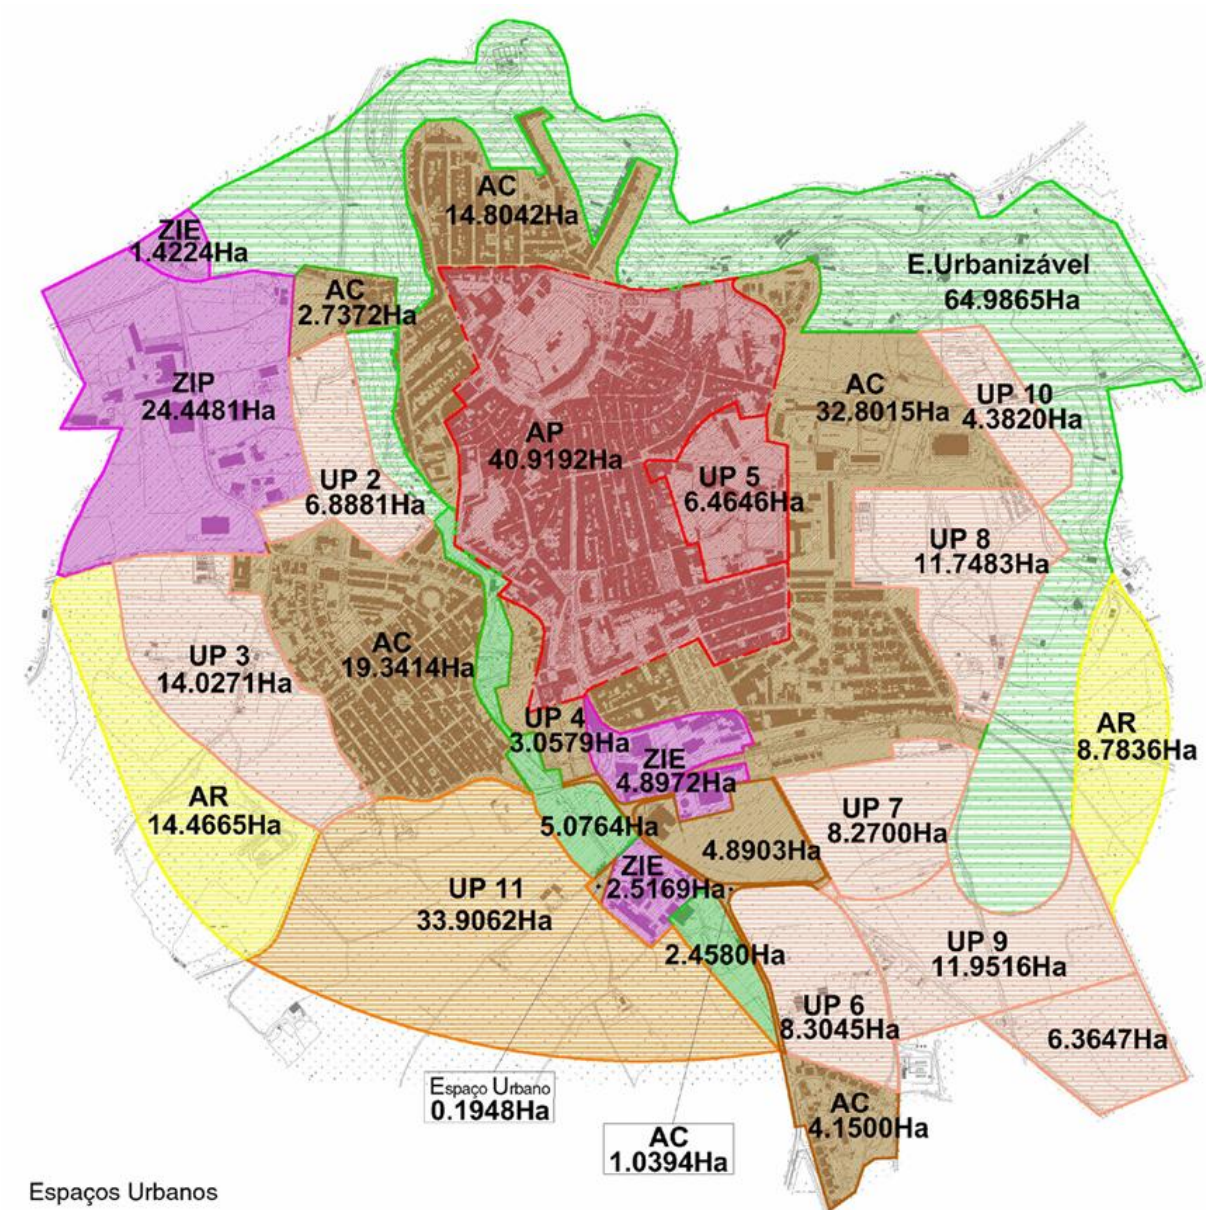 AC
14.8042Ha
ZIE
1.4224Ha
E.Urbanizável
64.9865Ha
AC
2.7372Ha
ZIP
24.4481Ha
AC
32.8015Ha
UP 10
4.3820Ha
AP
40.9192Ha
UP 5
6.4646Ha
UP 2
6.8881Ha
UP 8
11.7483Ha
AC
19.3414Ha
UP 3
14.0271Ha
UP 4
3.0579Ha
AR
8.7836Ha
ZIE
4.8972Ha
AR
14.4665Ha
UP 7
8.2700Ha
5.0764Ha
4.8903Ha
ZIE
2.5169Ha
UP 11
33.9062Ha
2.4580Ha
UP 9
11.9516Ha
UP 6
8.3045Ha
6.3647Ha
Espaço Urbano
0.1948Ha
AC
4.1500Ha
AC
1.0394Ha
Espaços Urbanos